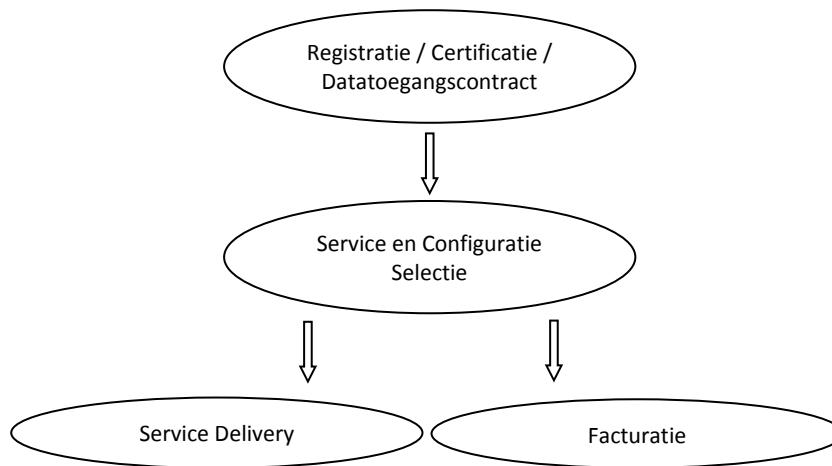 Registratie / Certificatie /
Datatoegangscontract
Service en Configuratie
Selectie
Service Delivery
Facturatie